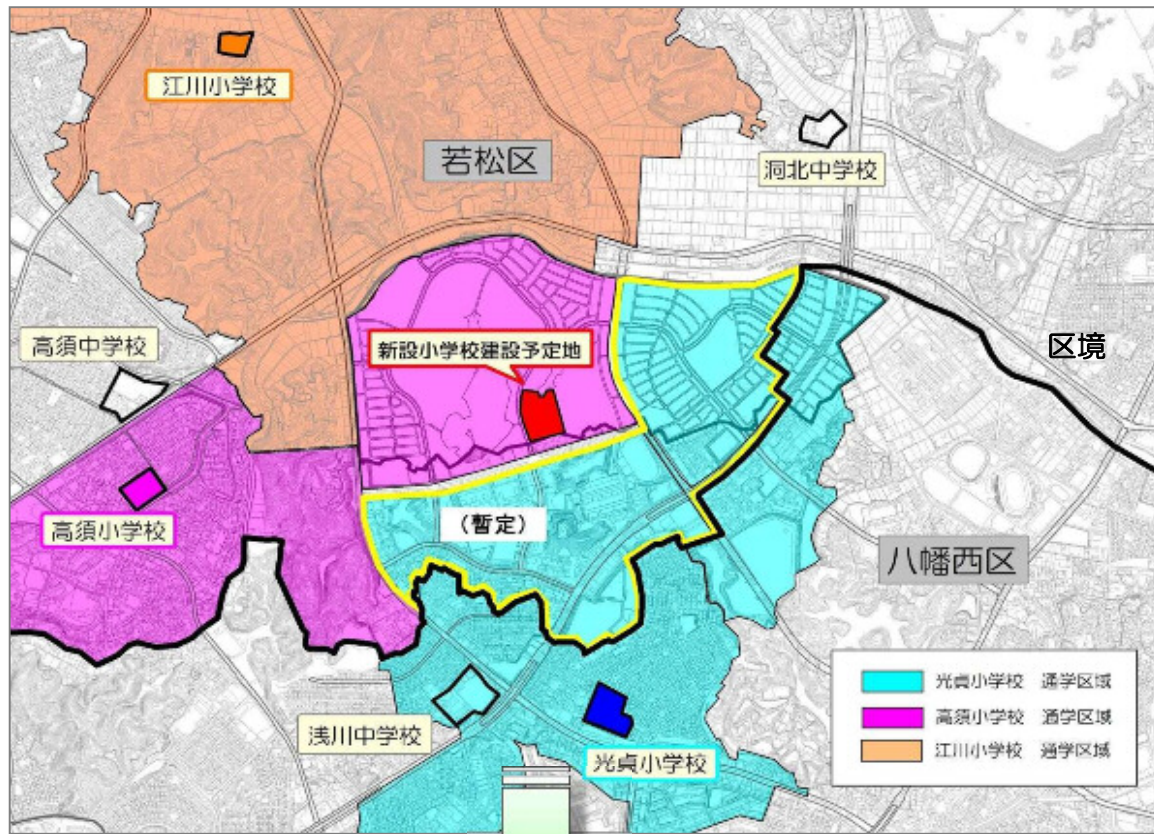 江川小学校
若松区
洞北中学校
高須中学校
新設小学校建設予定地
区境
高須小学校
(暫定)
八幡西区
浅川中学校
光貞小学校
光貞小学校 通学区域
高須小学校 通学区域
江川小学校 通学区域